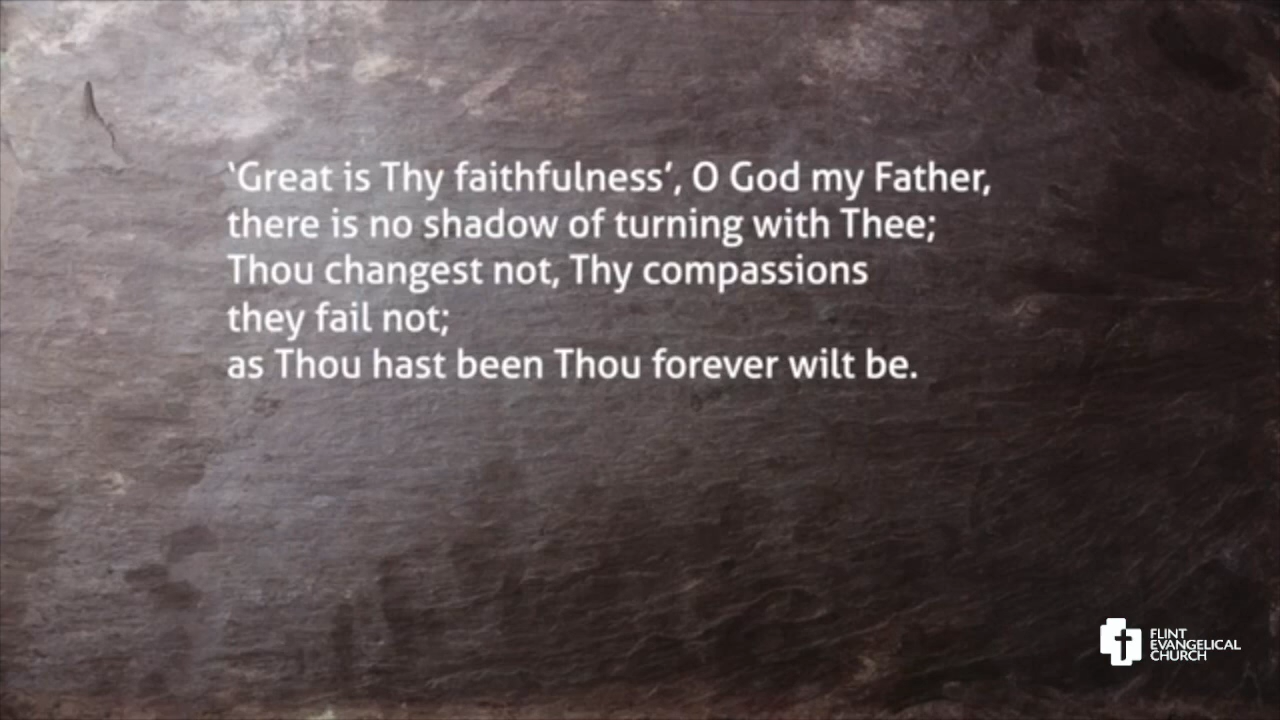 ‘Great is Thy faithfulness’, O God my Father,
there is no shadow of turning with Thee;
Thou changest not, Thy compassions
they fail not;
as Thou hast been Thou forever wilt be.
FLINT
EVANGELICAL
CHURCH